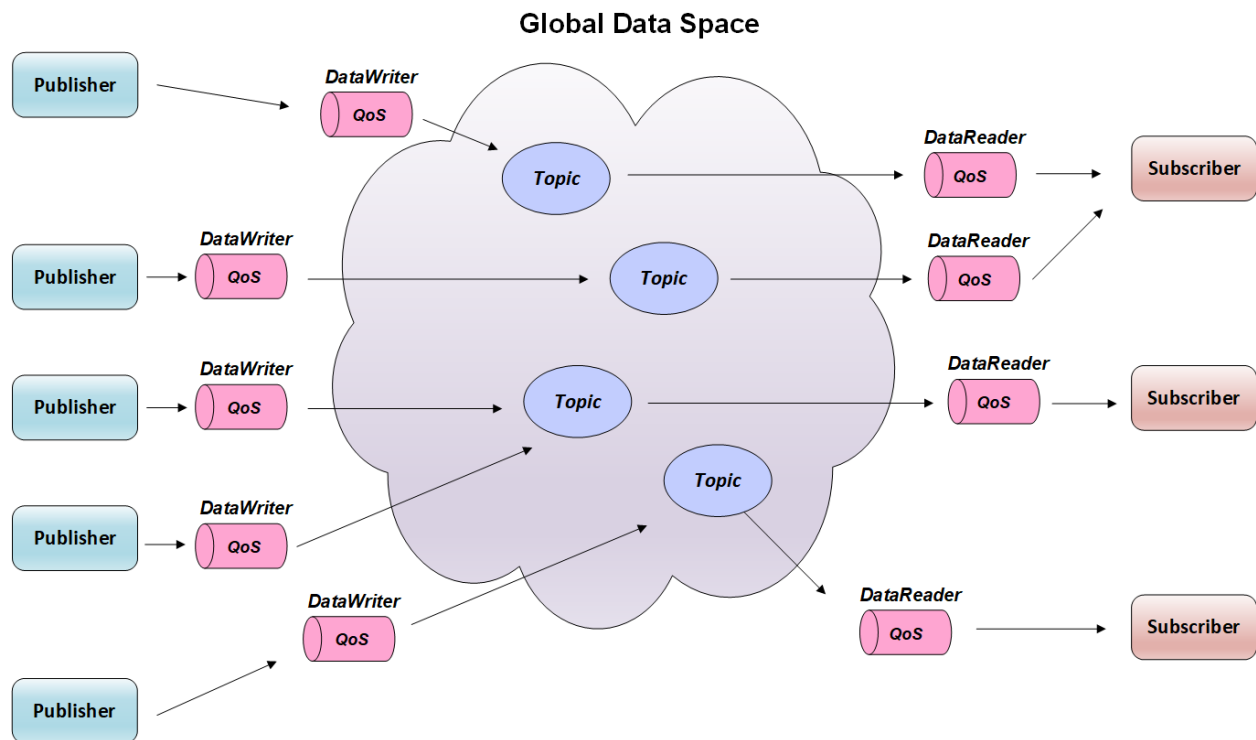 Global Data Space
Publisher
DataWriter
QoS
Topic
DataReader
QoS
Subscriber
Publisher
DataWriter
QoS
Topic
DataReader
QoS
Publisher
DataWriter
QoS
Topic
DataReader
QoS
Subscriber
Publisher
DataWriter
QoS
Topic
Publisher
DataWriter
QoS
DataReader
QoS
Subscriber